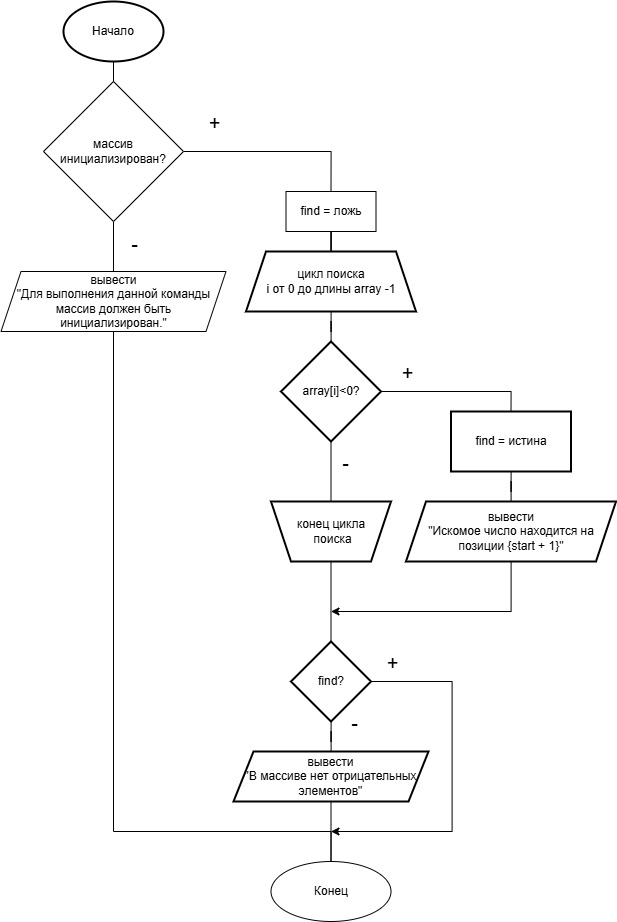 Начало
+
массив
инициализирован?
-
find = ложь
вывести
"Для выполнения данной команды
массив должен быть
инициализирован."
цикл поиска
i от 0 до длины array -1
+
array[i]<0?
find = истина
-
конец цикла
поиска
вывести
"Искомое число находится на
позиции {start + 1}"
+
find?
-
вывести
"В массиве нет отрицательных
элементов"
Конец